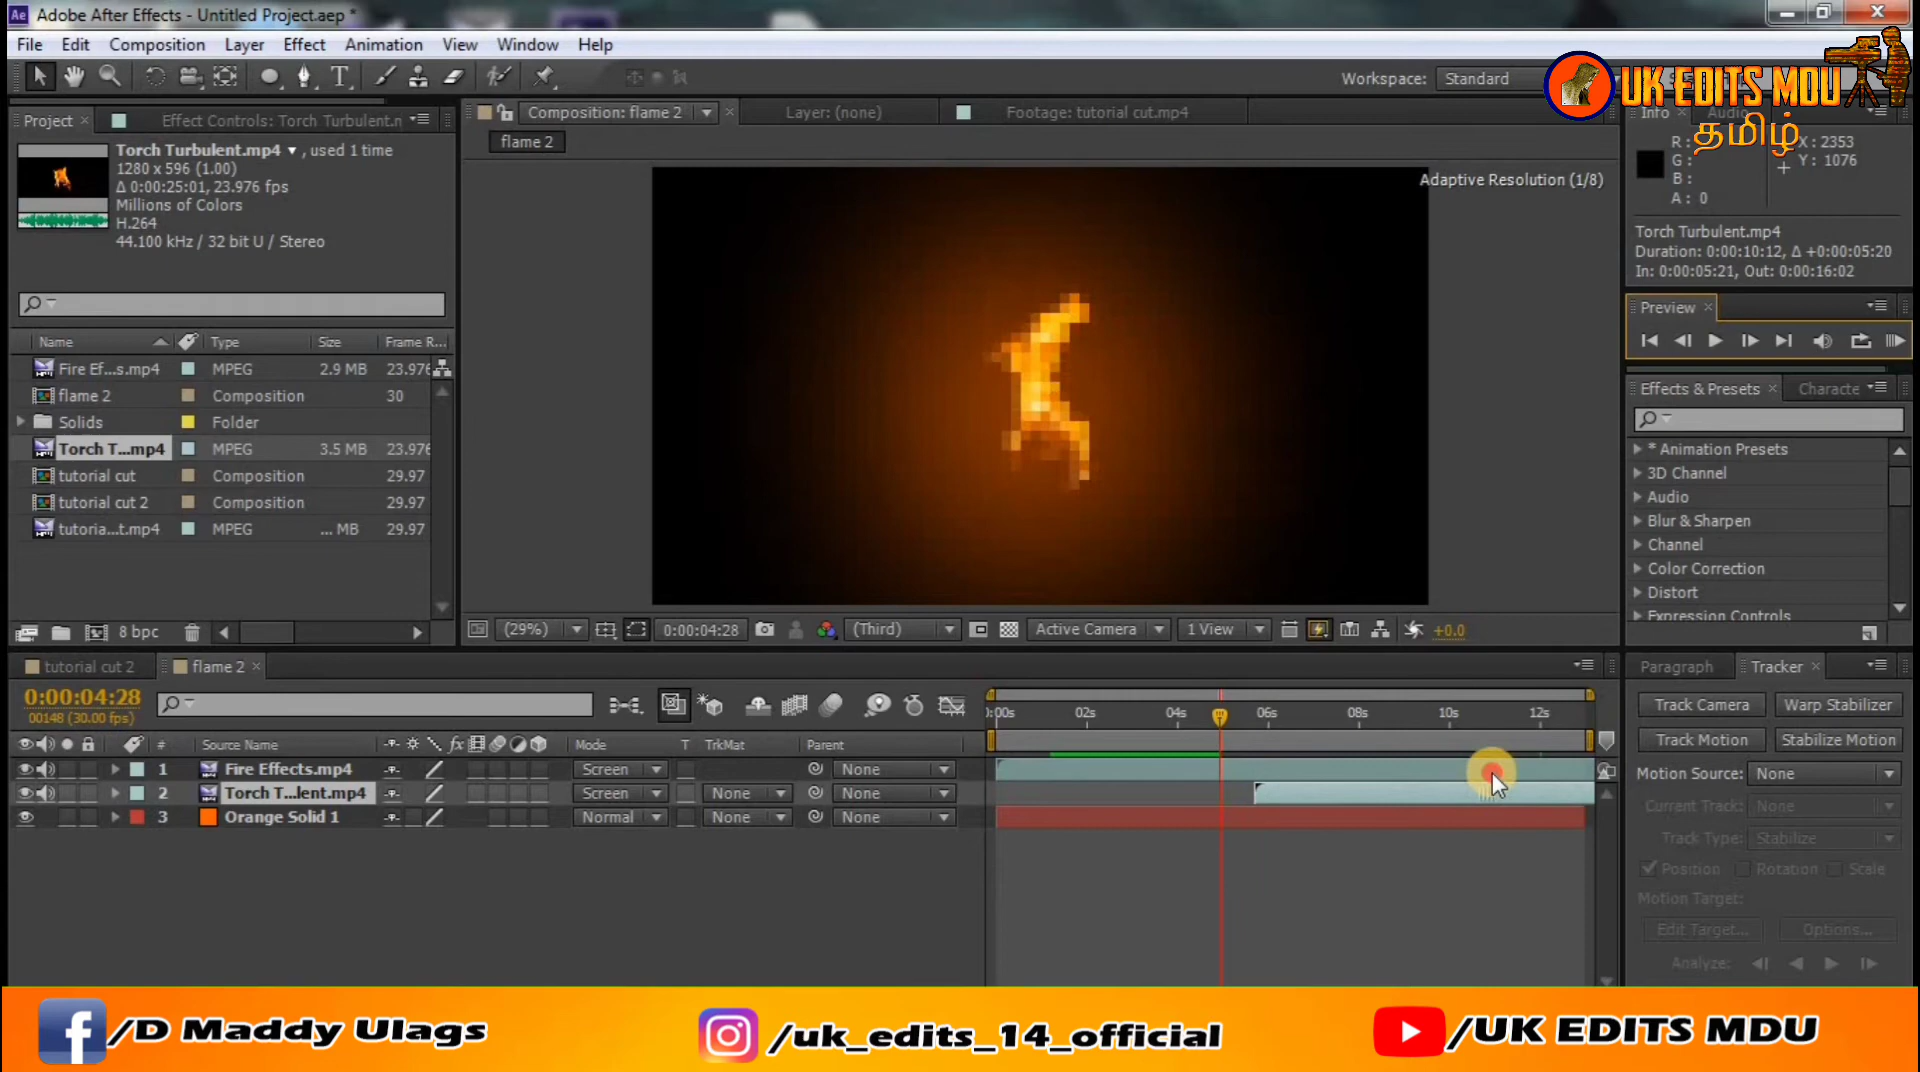 Adobe After Effects - Untitled Project.aep *
File Edit Composition Layer Effect Animation View Window Help
Workspace: Standard
UK EDITS MDU
தமிழ்
Project Effect Controls: Torch Turbulent.n
Composition: flame 2 Layer: (none) Footage: tutorial cut.mp4
Info Audio
flame 2
Torch Turbulent.mp4 , used 1 time
1280 x 596 (1.00)
Δ 0:00:25:01, 23.976 fps
Millions of Colors
H.264
44.100 kHz / 32 bit U / Stereo
Adaptive Resolution (1/8)
R : X : 2353
G : Y : 1076
B :
A : 0
Torch Turbulent.mp4
Duration: 0:00:10:12, Δ +0:00:05:20
In: 0:00:05:21, Out: 0:00:16:02
Preview
Name Type Size Frame R...
Fire Ef...s.mp4 MPEG 2.9 MB 23.976
flame 2 Composition 30
Solids Folder
Torch T...mp4 MPEG 3.5 MB 23.976
tutorial cut Composition 29.97
tutorial cut 2 Composition 29.97
tutoria...t.mp4 MPEG ... MB 29.97
8 bpc
Effects & Presets Characte
* Animation Presets
3D Channel
Audio
Blur & Sharpen
Channel
Color Correction
Distort
Expression Controls
(29%) 0:00:04:28 (Third) Active Camera 1 View +0.0
tutorial cut 2 flame 2
Paragraph Tracker
0:00:04:28
00148 (30.00 fps)
0:00s 02s 04s 06s 08s 10s 12s
# Source Name Mode T TrkMat Parent
1 Fire Effects.mp4 Screen None
2 Torch T...lent.mp4 Screen None None
3 Orange Solid 1 Normal None None
Track Camera Warp Stabilizer
Track Motion Stabilize Motion
Motion Source: None
Current Track: None
Track Type: Stabilize
Position Rotation Scale
Motion Target:
Edit Target... Options...
Analyze:
/D Maddy Ulags
/uk_edits_14_official
/UK EDITS MDU